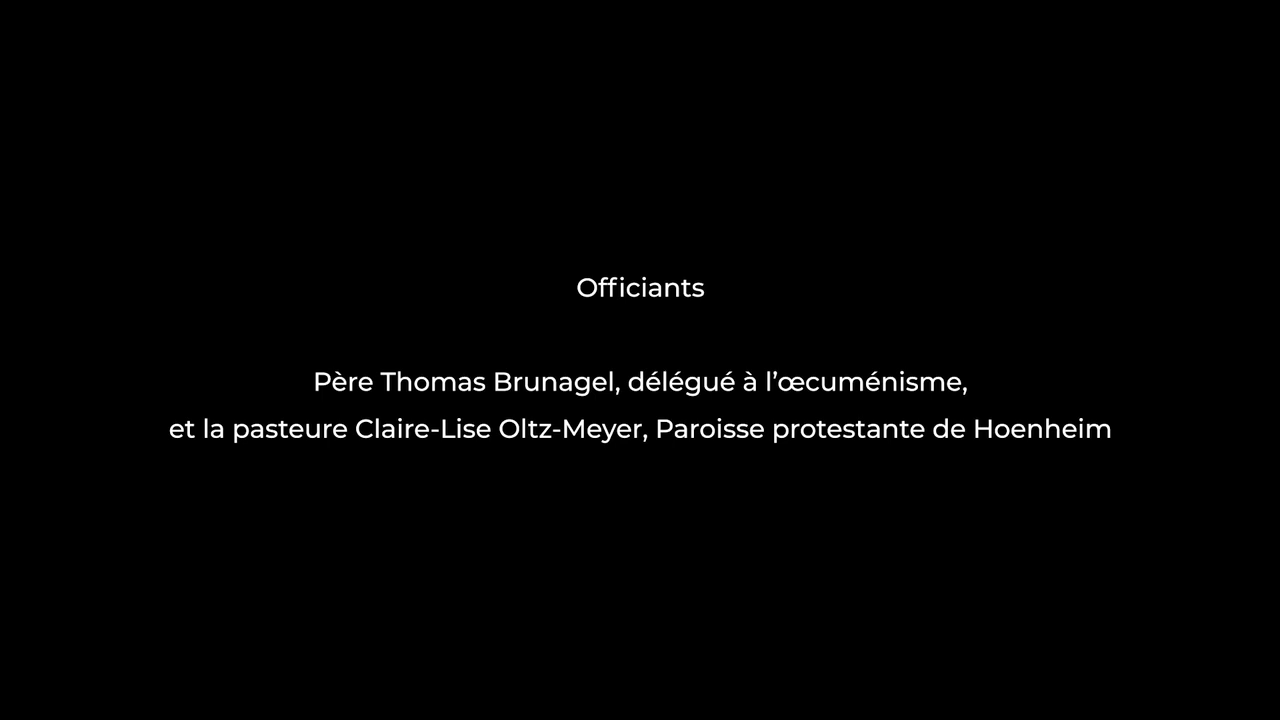 Officiants
Père Thomas Brunagel, délégué à l’œcuménisme,
et la pasteure Claire-Lise Oltz-Meyer, Paroisse protestante de Hoenheim